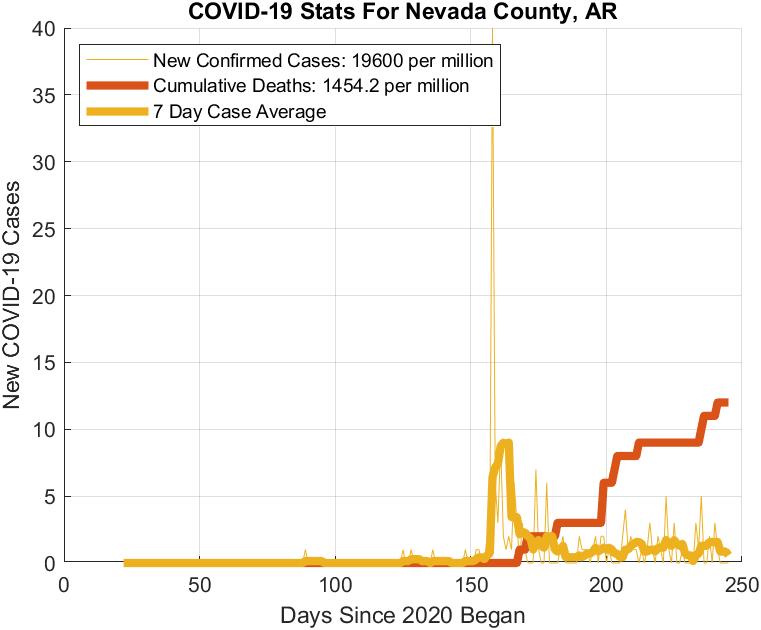 COVID-19 Stats For Nevada County, AR
New Confirmed Cases: 19600 per million
Cumulative Deaths: 1454.2 per million
7 Day Case Average
New COVID-19 Cases
40
35
30
25
20
15
10
5
0
0 50 100 150 200 250
Days Since 2020 Began